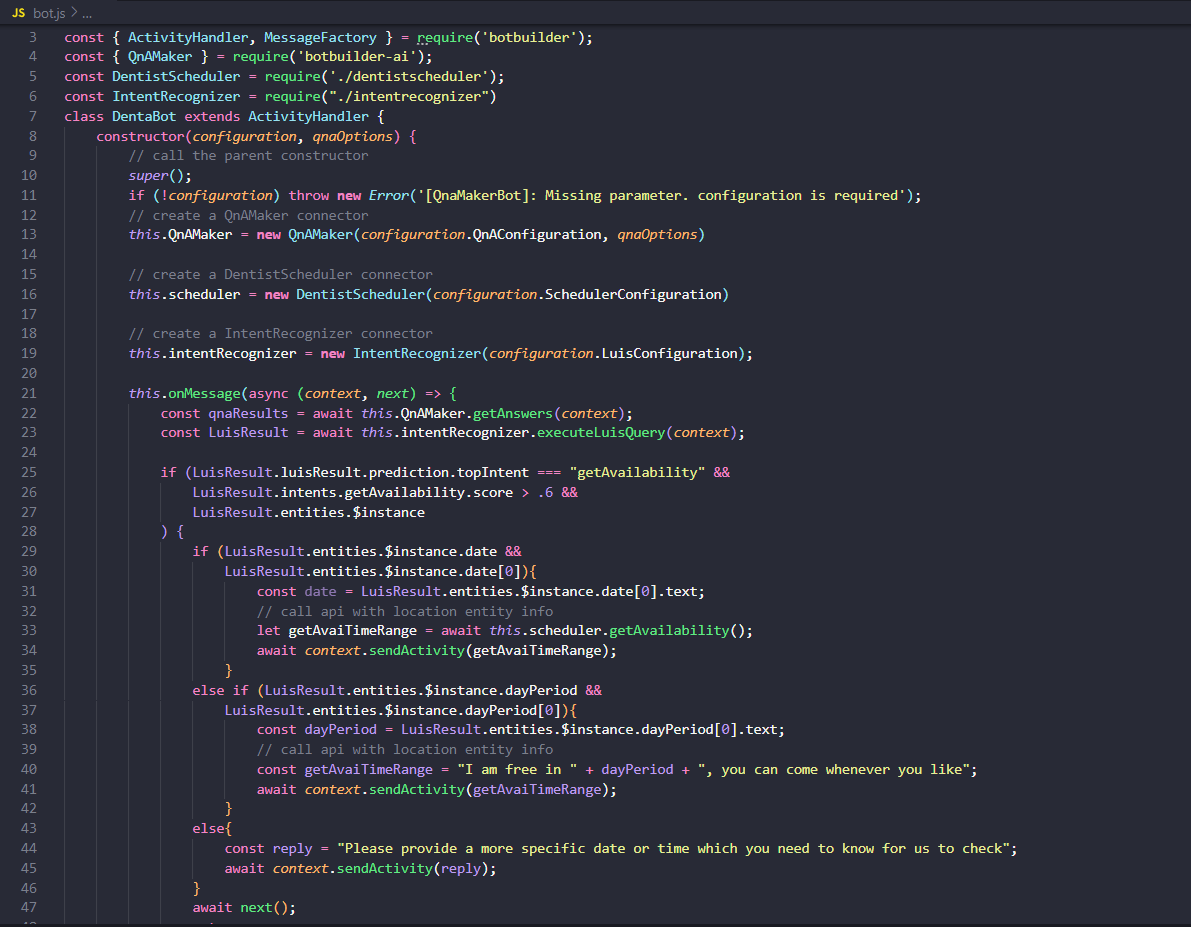 JS bot.js > ...
3 const { ActivityHandler, MessageFactory } = require('botbuilder');
4 const { QnAMaker } = require('botbuilder-ai');
5 const DentistScheduler = require('./dentistscheduler');
6 const IntentRecognizer = require("./intentrecognizer")
7 class DentaBot extends ActivityHandler {
8 constructor(configuration, qnaOptions) {
9 // call the parent constructor
10 super();
11 if (!configuration) throw new Error('[QnaMakerBot]: Missing parameter. configuration is required');
12 // create a QnAMaker connector
13 this.QnAMaker = new QnAMaker(configuration.QnAConfiguration, qnaOptions)
14
15 // create a DentistScheduler connector
16 this.scheduler = new DentistScheduler(configuration.SchedulerConfiguration)
17
18 // create a IntentRecognizer connector
19 this.intentRecognizer = new IntentRecognizer(configuration.LuisConfiguration);
20
21 this.onMessage(async (context, next) => {
22 const qnaResults = await this.QnAMaker.getAnswers(context);
23 const LuisResult = await this.intentRecognizer.executeLuisQuery(context);
24
25 if (LuisResult.luisResult.prediction.topIntent === "getAvailability" &&
26 LuisResult.intents.getAvailability.score > .6 &&
27 LuisResult.entities.$instance
28 ) {
29 if (LuisResult.entities.$instance.date &&
30 LuisResult.entities.$instance.date[0]){
31 const date = LuisResult.entities.$instance.date[0].text;
32 // call api with location entity info
33 let getAvaiTimeRange = await this.scheduler.getAvailability();
34 await context.sendActivity(getAvaiTimeRange);
35 }
36 else if (LuisResult.entities.$instance.dayPeriod &&
37 LuisResult.entities.$instance.dayPeriod[0]){
38 const dayPeriod = LuisResult.entities.$instance.dayPeriod[0].text;
39 // call api with location entity info
40 const getAvaiTimeRange = "I am free in " + dayPeriod + ", you can come whenever you like";
41 await context.sendActivity(getAvaiTimeRange);
42 }
43 else{
44 const reply = "Please provide a more specific date or time which you need to know for us to check";
45 await context.sendActivity(reply);
46 }
47 await next();